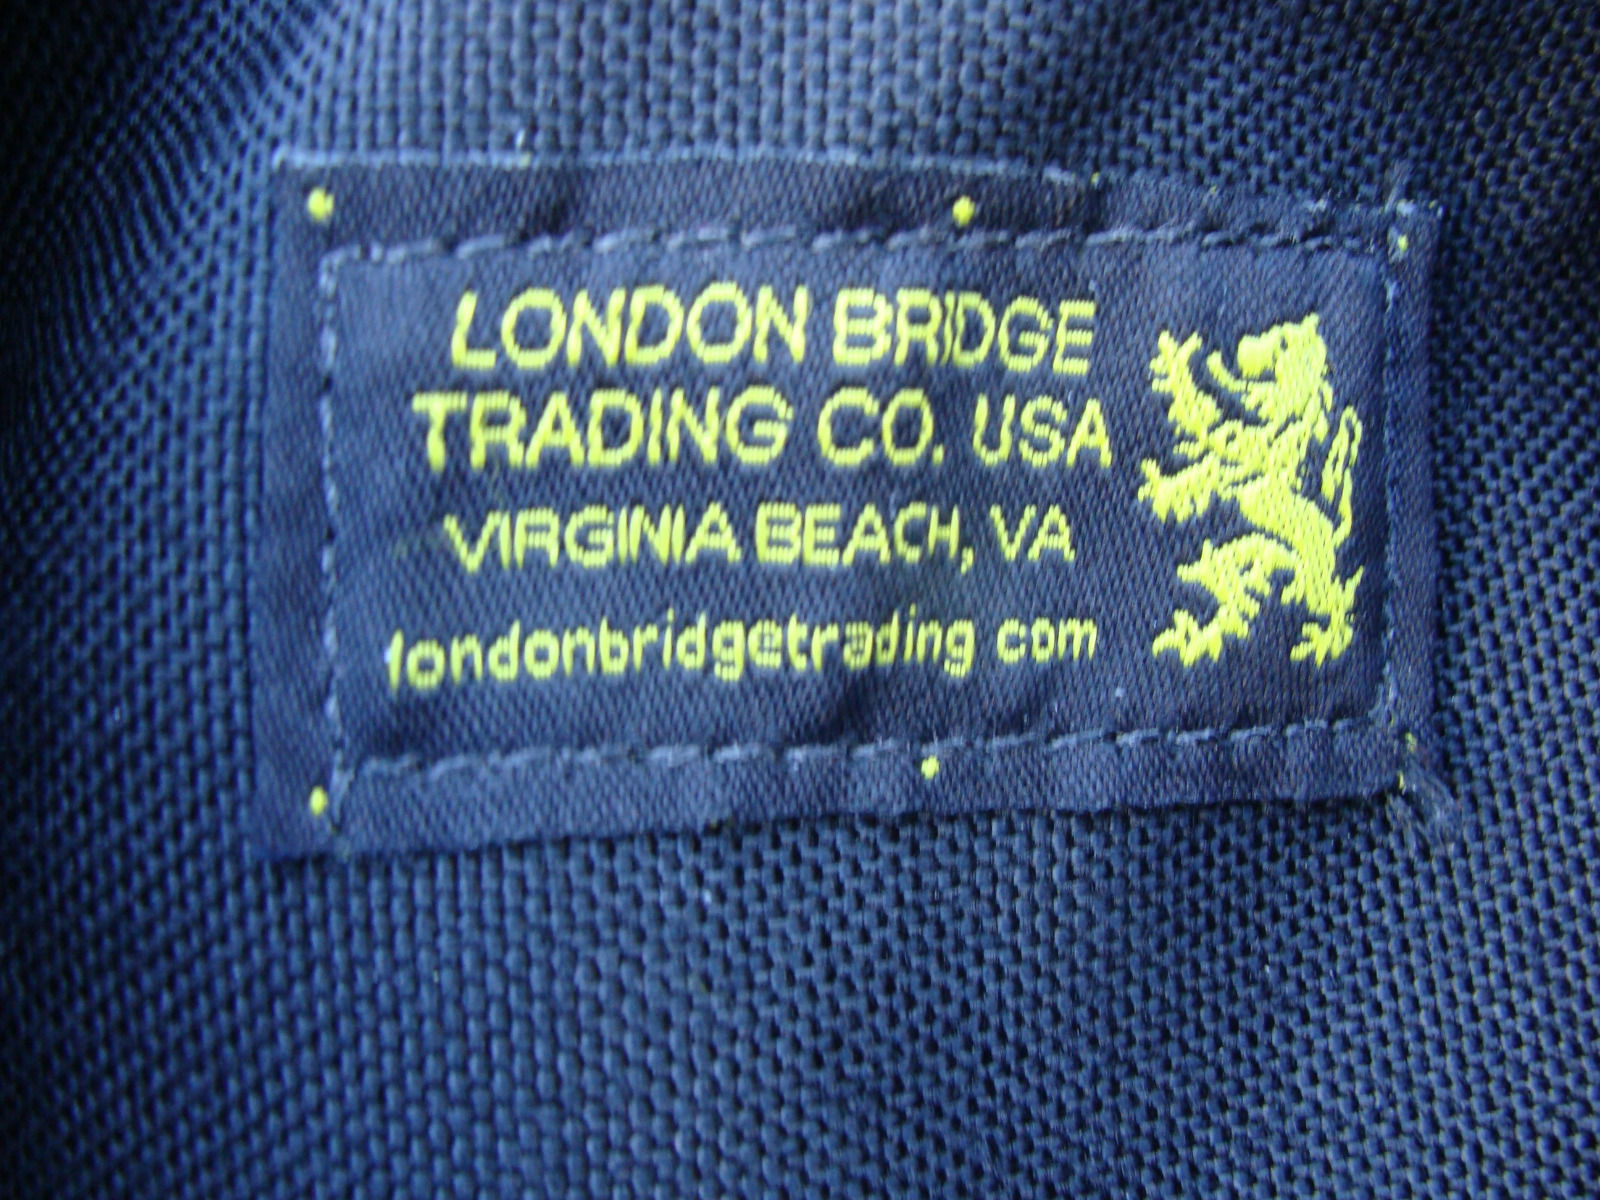 LONDON BRIDGE
TRADING CO. USA
VIRGINIA BEACH, VA
londonbridgetrading com